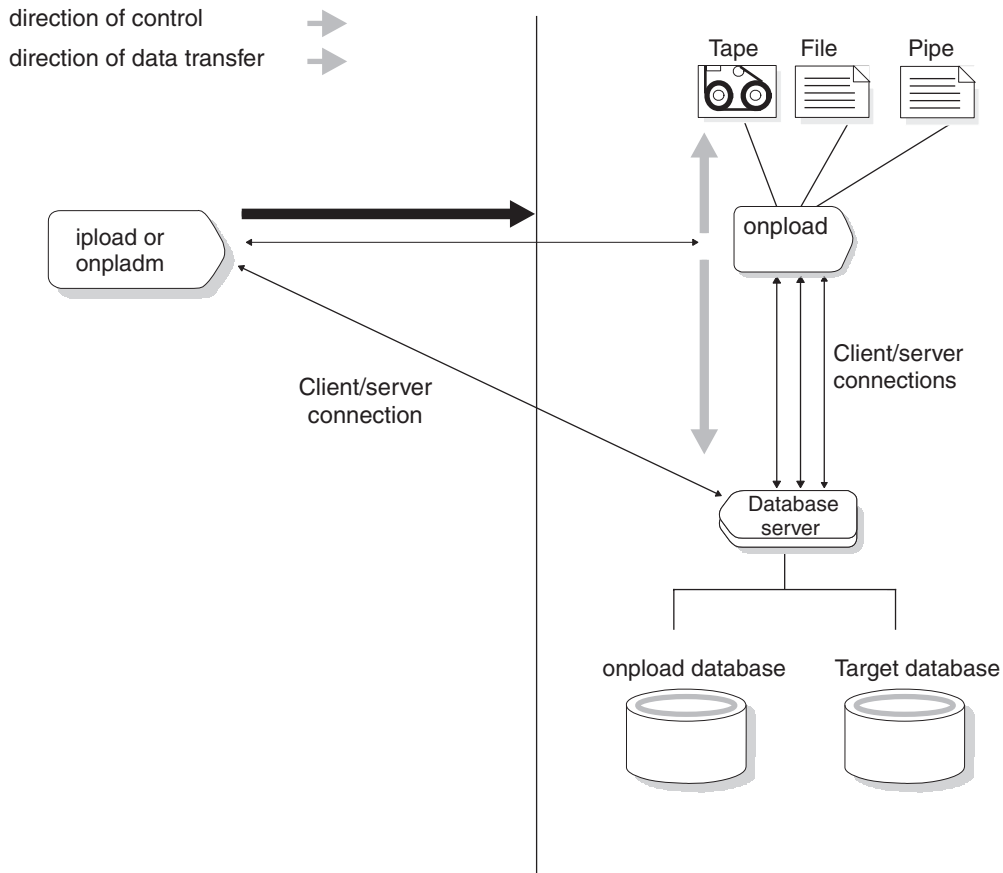 direction of control
direction of data transfer
Tape
File
Pipe
ipload or
onpladm
onpload
Client/server
connection
Client/server
connections
Database
server
onpload database
Target database